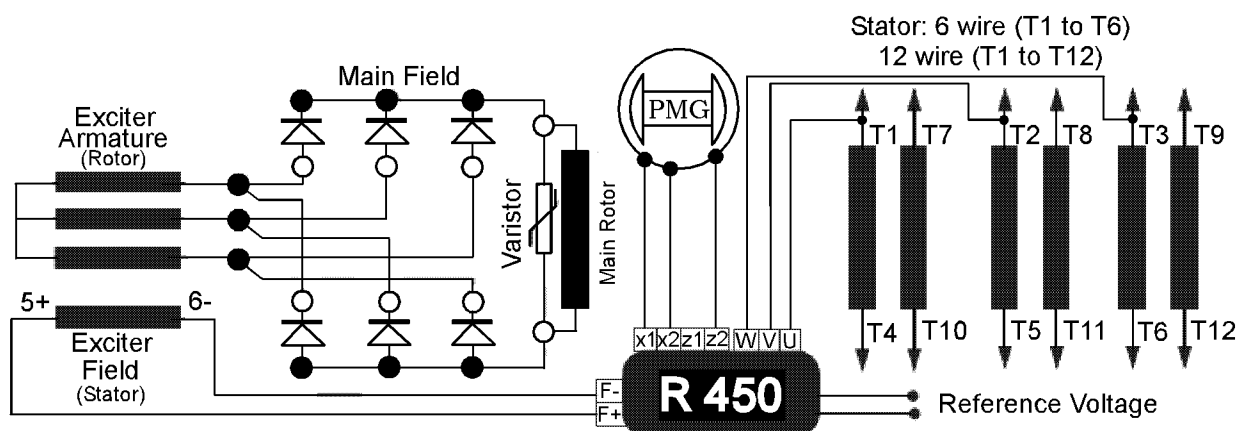 Stator: 6 wire (T1 to T6)
12 wire (T1 to T12)
Main Field
Exciter
Armature
(Rotor)
PMG
T1
T7
T2
T8
T3
T9
Varistor
Main Rotor
5+
6-
Exciter
Field
(Stator)
T4
T10
T5
T11
T6
T12
x1
x2
z1
z2
W
V
U
F-
F+
R 450
Reference Voltage